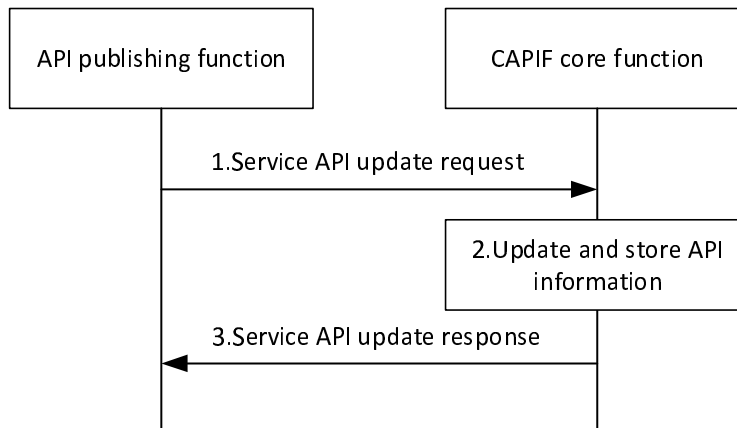 API publishing function
CAPIF core function
1.Service API update request
2.Update and store API
information
3.Service API update response